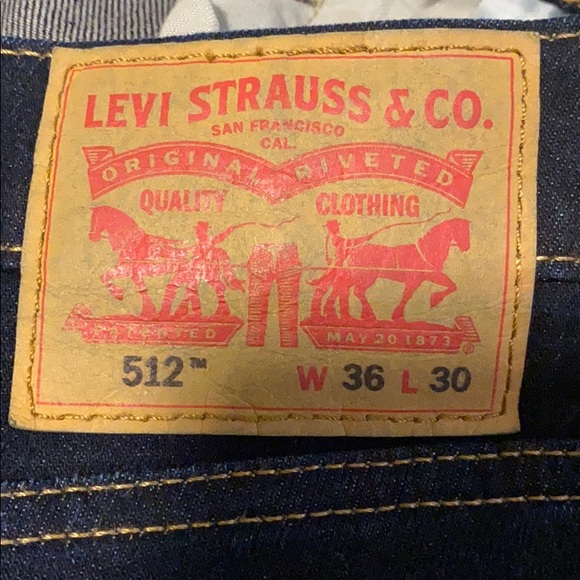 LEVI STRAUSS & CO.
SAN FRANCISCO
CAL.
ORIGINAL RIVETED
QUALITY CLOTHING
PATENTED MAY 20 1873
®
512™ W 36 L 30